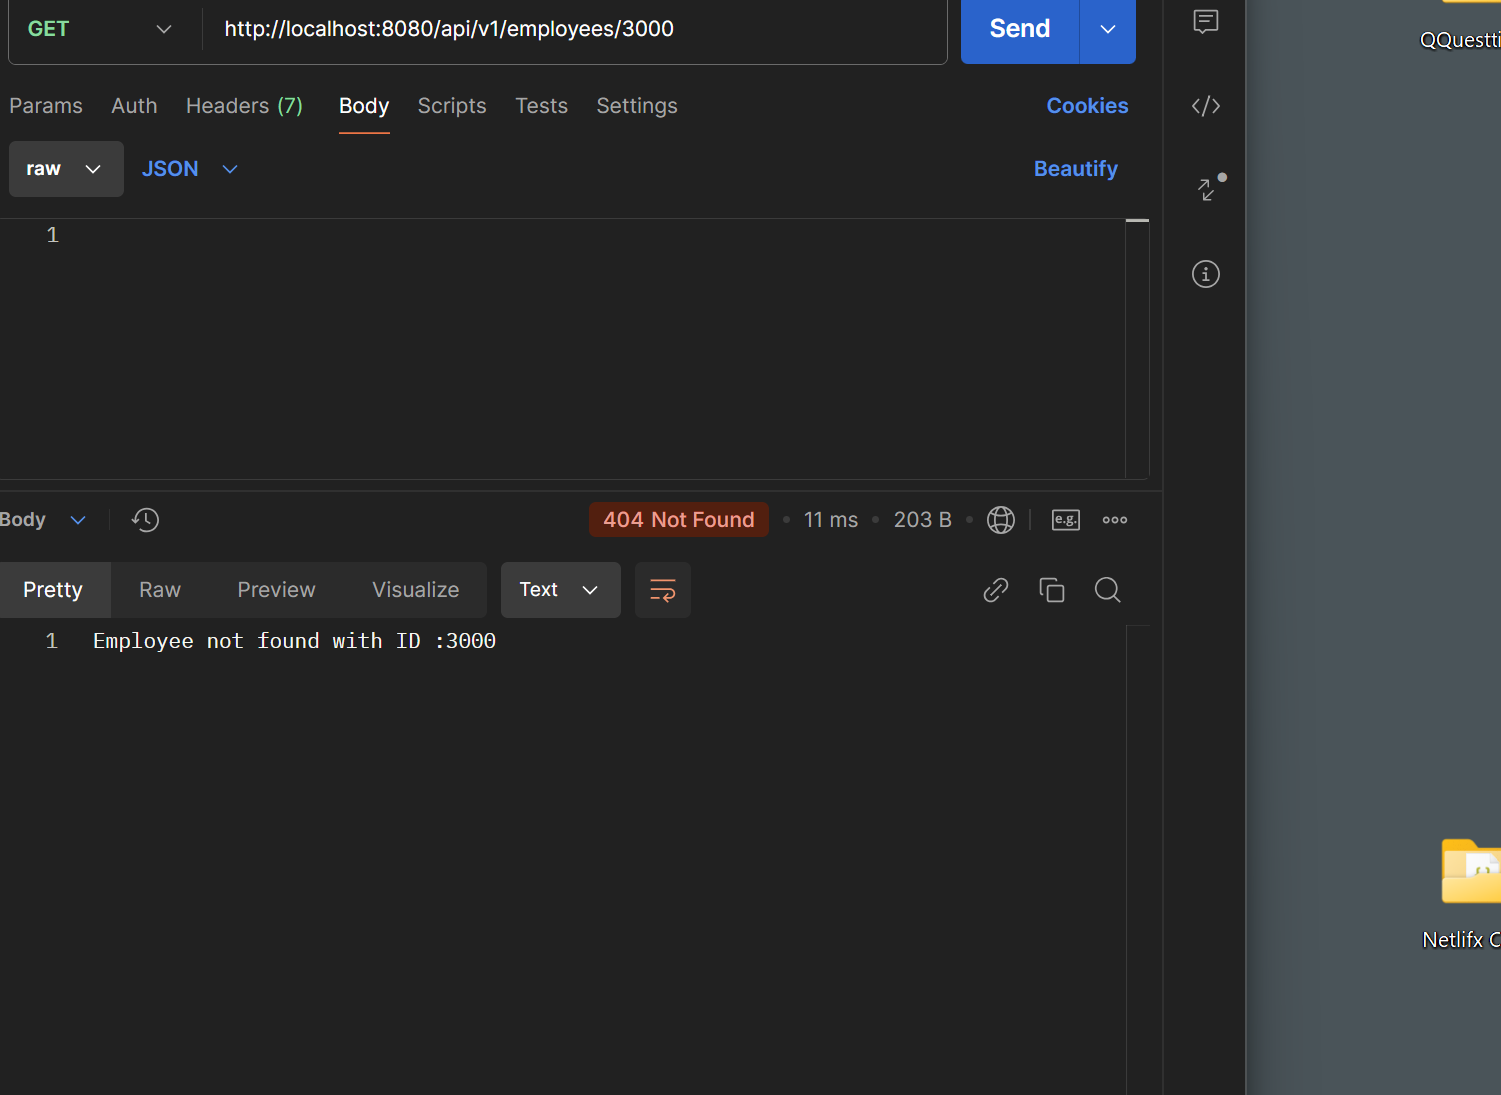 GET http://localhost:8080/api/v1/employees/3000 Send
Params Auth Headers (7) Body Scripts Tests Settings Cookies
raw JSON Beautify
1
Body 404 Not Found 11 ms 203 B e.g.
Pretty Raw Preview Visualize Text
1 Employee not found with ID :3000
QQuesti
Netlifx C